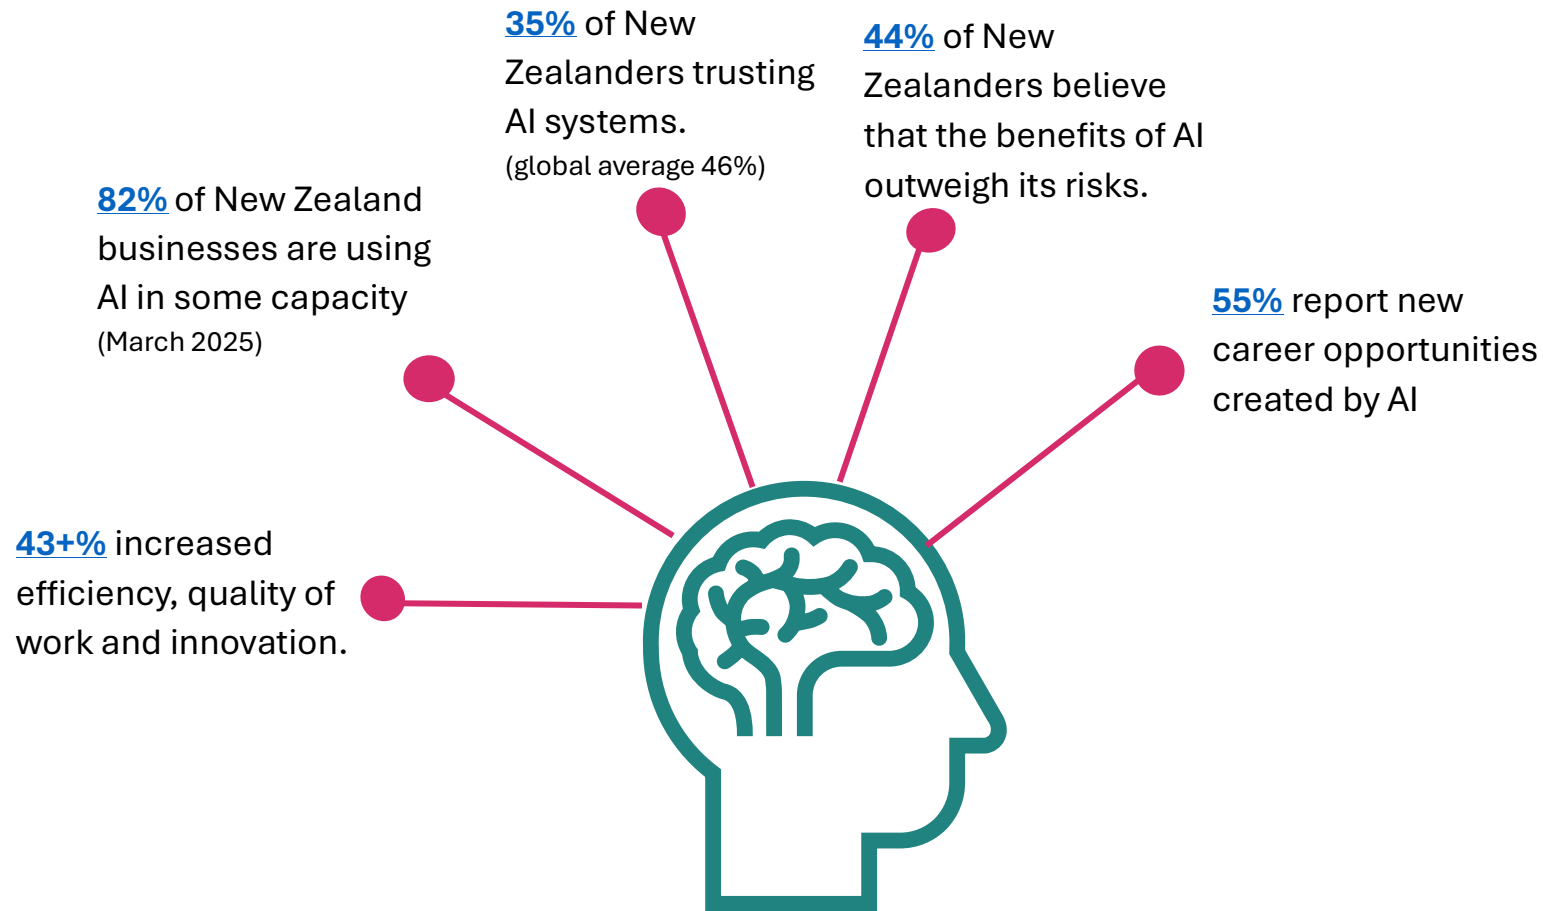 35% of New
Zealanders trusting
AI systems.
(global average 46%)
44% of New
Zealanders believe
that the benefits of AI
outweigh its risks.
82% of New Zealand
businesses are using
AI in some capacity
(March 2025)
55% report new
career opportunities
created by AI
43+% increased
efficiency, quality of
work and innovation.